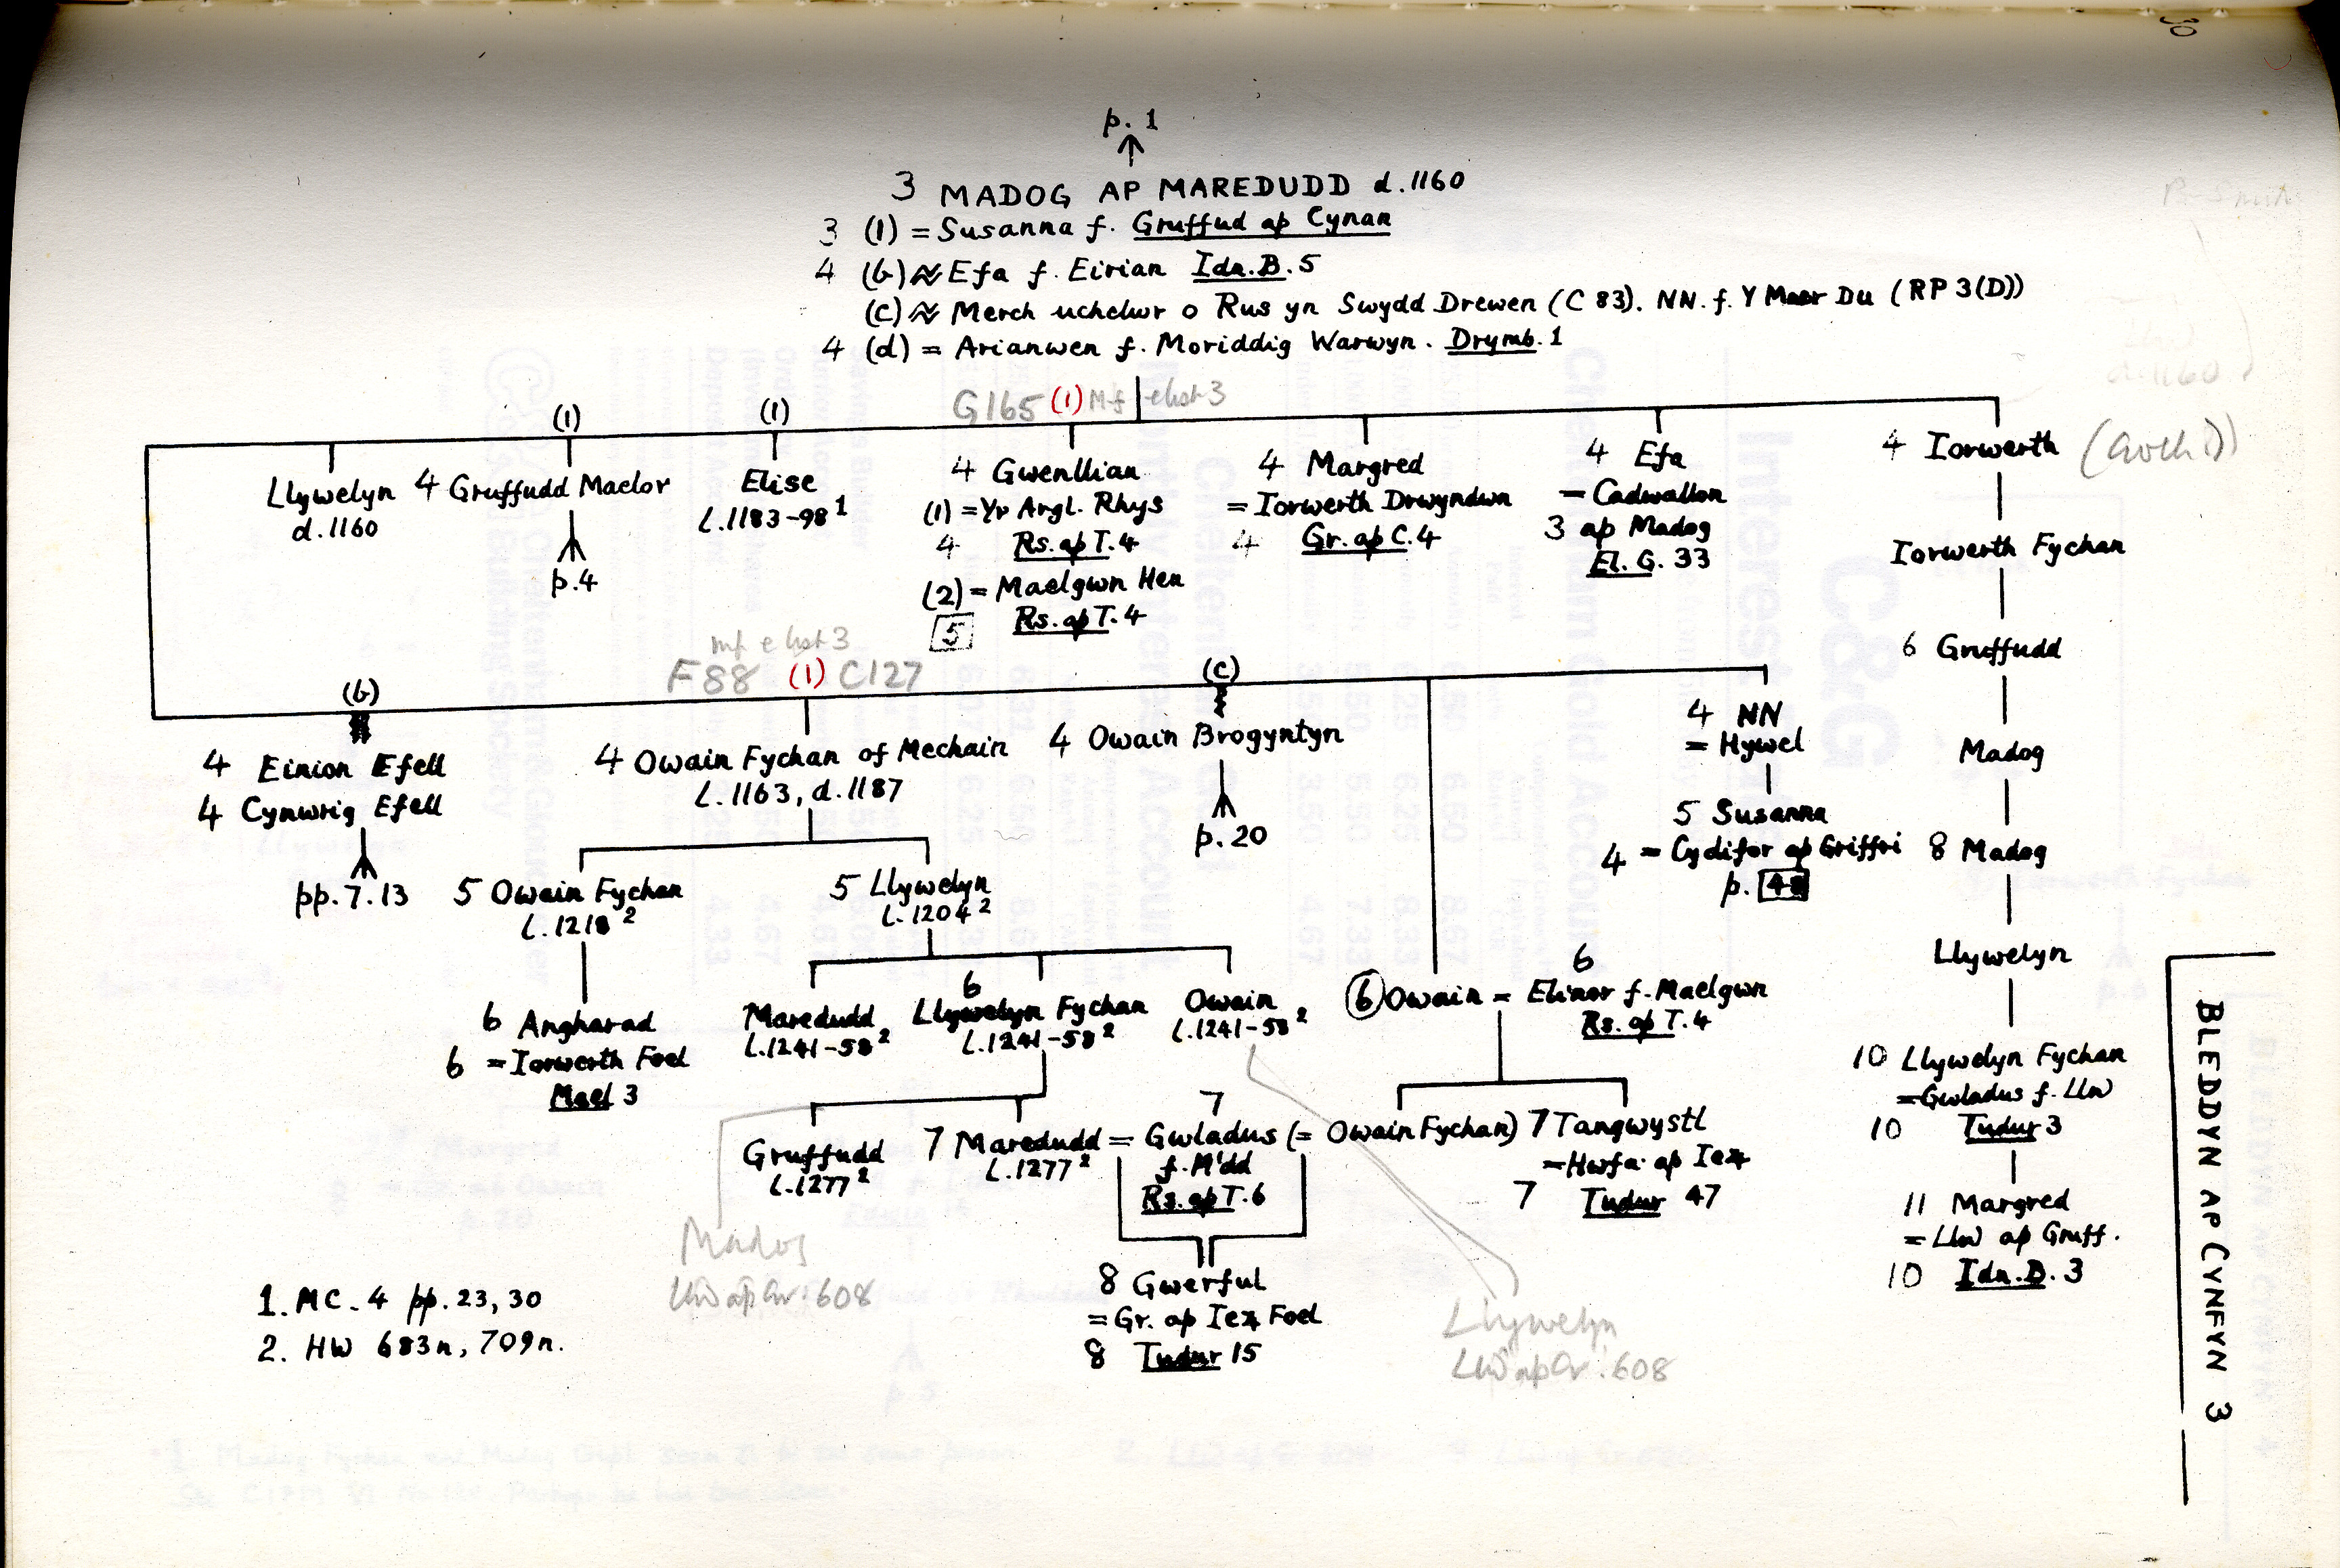 30
p. 1
3 MADOG AP MAREDUDD d. 1160
3 (1) = Susanna f. Gruffud ap Cynan
4 (b) ≈ Efa f. Eirian Idn. B. 5
(c) ≈ Merch uchelwr o Rus yn Swydd Drewen (C 83). NN. f. Y Maer Du (RP 3(D))
4 (d) = Arianwen f. Moriddig Warwyn. Drymb. 1
(1) (1) G165 (1) Mf
Llywelyn
d. 1160
4 Gruffudd Maelor
p. 4
Elise
L. 1183-98 1
4 Gwenllian
(1) = Yr Argl. Rhys
4 Rs. ap T. 4
(2) = Maelgwn Hen
5 Rs. ap T. 4
4 Margred
= Iorwerth Drwyndwn
4 Gr. ap C. 4
4 Efa
= Cadwallon
3 ap Madog
El. G. 33
4 Iorwerth (Goch)
Iorwerth Fychan
6 Gruffudd
Madog
8 Madog
Llywelyn
10 Llywelyn Fychan
= Gwladus f. Llw
10 Tudur 3
11 Margred
= Llw ap Gruff.
10 Idn. B. 3
F88 (1) C127
(b) (c)
4 Einion Efell
4 Cynwrig Efell
pp. 7. 13
4 Owain Fychan of Mechain
L. 1163, d. 1187
4 Owain Brogyntyn
p. 20
4 NN
= Hywel
5 Susanna
4 = Cydifor ap Griffri
p. 48
5 Owain Fychan
L. 1218 2
5 Llywelyn
L. 1204 2
6 Angharad
6 = Iorwerth Foel
Mael 3
Maredudd
L. 1241-58 2
6
Llywelyn Fychan
L. 1241-58 2
Owain
L. 1241-58 2
6
6 Owain = Elinor f. Maelgwn
Rs. ap T. 4
Gruffudd
L. 1277 2
7
7 Maredudd = Gwladus (= Owain Fychan)
L. 1277 2
f. M'dd
Rs. ap T. 6
7 Tangwystl
= Hwfa ap Iez
7 Tudur 47
8 Gwerful
= Gr. ap Iez Foel
8 Tudur 15
Madog
Llw ap Gr. 608
Llywelyn
Llw ap Gr. 608
1. MC. 4 pp. 23, 30
2. HW 683n, 709n.
BLEDDYN AP CYNFYN 3